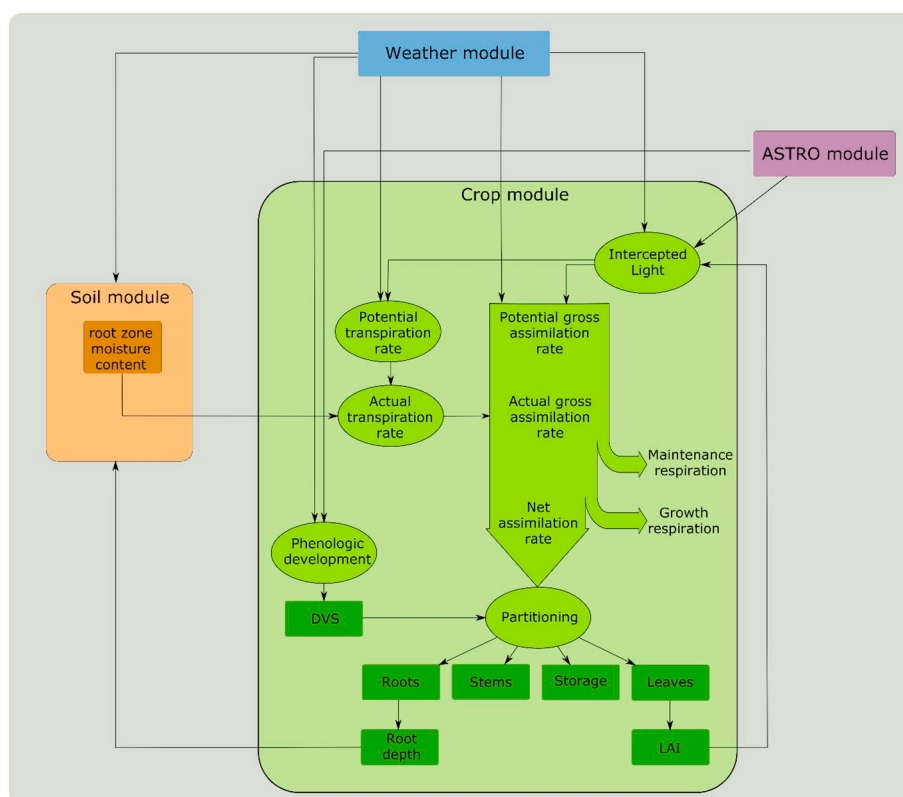 Weather module
ASTRO module
Crop module
Intercepted
Light
Soil module
root zone
moisture
content
Potential
transpiration
rate
Potential gross
assimilation
rate
Actual
transpiration
rate
Actual gross
assimilation
rate
Maintenance
respiration
Net
assimilation
rate
Growth
respiration
Phenologic
development
DVS
Partitioning
Roots
Stems
Storage
Leaves
Root
depth
LAI